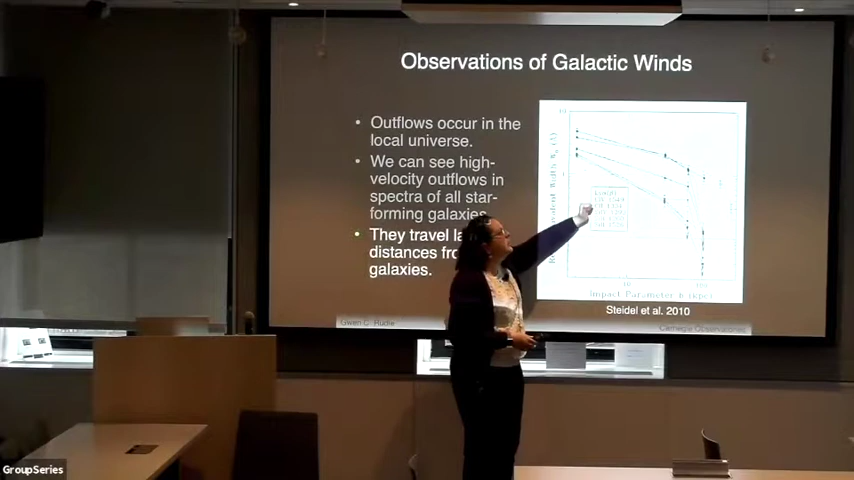 Observations of Galactic Winds
• Outflows occur in the
local universe.
• We can see high-
velocity outflows in
spectra of all star-
forming galaxies
• They travel
distances
galaxies.
Impact Parameter
Steidel et al. 2010
Gwen C. Rudie
Carnegie Observatories
GroupSeries